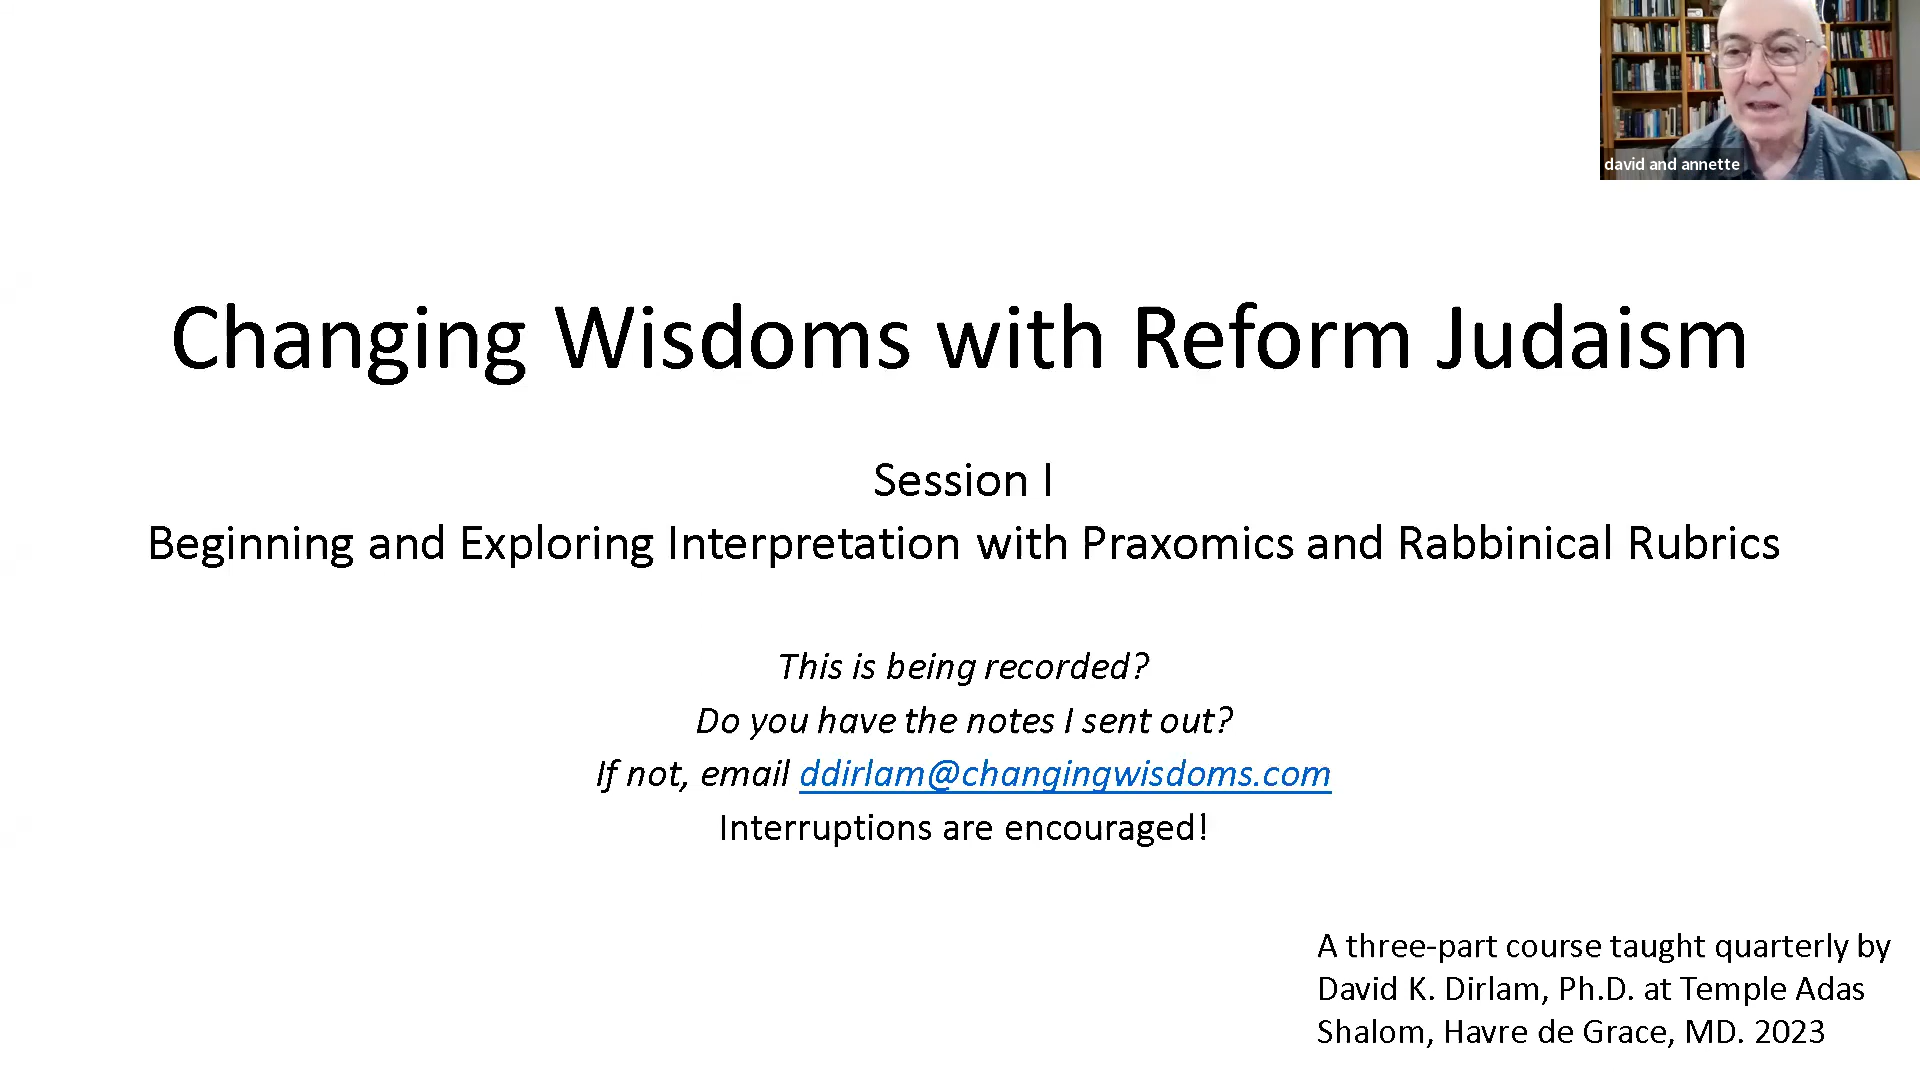 david and annette
Changing Wisdoms with Reform Judaism
Session I
Beginning and Exploring Interpretation with Praxomics and Rabbinical Rubrics
This is being recorded?
Do you have the notes I sent out?
If not, email ddirlam@changingwisdoms.com
Interruptions are encouraged!
A three-part course taught quarterly by
David K. Dirlam, Ph.D. at Temple Adas
Shalom, Havre de Grace, MD. 2023